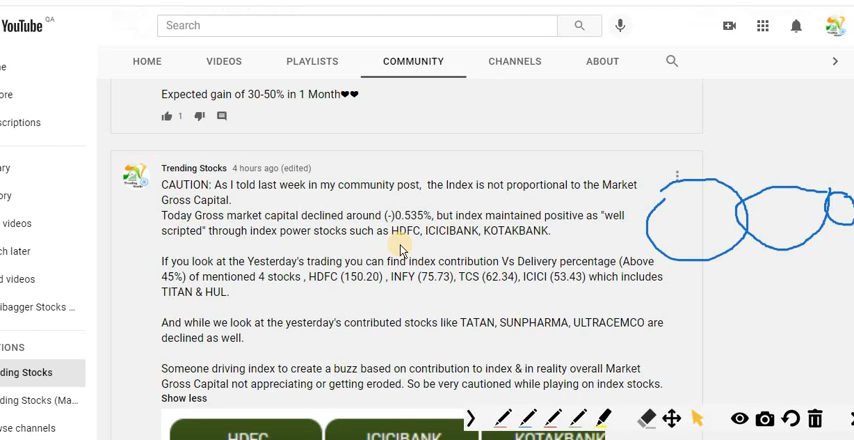 YouTube QA
Search
HOME VIDEOS PLAYLISTS COMMUNITY CHANNELS ABOUT
Expected gain of 30-50% in 1 Month❤❤
1
Trending Stocks 4 hours ago (edited)
CAUTION: As I told last week in my community post, the Index is not proportional to the Market
Gross Capital.
Today Gross market capital declined around (-)0.535%, but index maintained positive as "well
scripted" through index power stocks such as HDFC, ICICIBANK, KOTAKBANK.
If you look at the Yesterday's trading you can find index contribution Vs Delivery percentage (Above
45%) of mentioned 4 stocks , HDFC (150.20) , INFY (75.73), TCS (62.34), ICICI (53.43) which includes
TITAN & HUL.
And while we look at the yesterday's contributed stocks like TATAN, SUNPHARMA, ULTRACEMCO are
declined as well.
Someone driving index to create a buzz based on contribution to index & in reality overall Market
Gross Capital not appreciating or getting eroded. So be very cautioned while playing on index stocks.
Show less
HDFC ICICIBANK KOTAKBANK
e
ore
scriptions
ary
ory
videos
ch later
d videos
ibagger Stocks ...
IONS
ding Stocks
ding Stocks (Ma...
wse channels